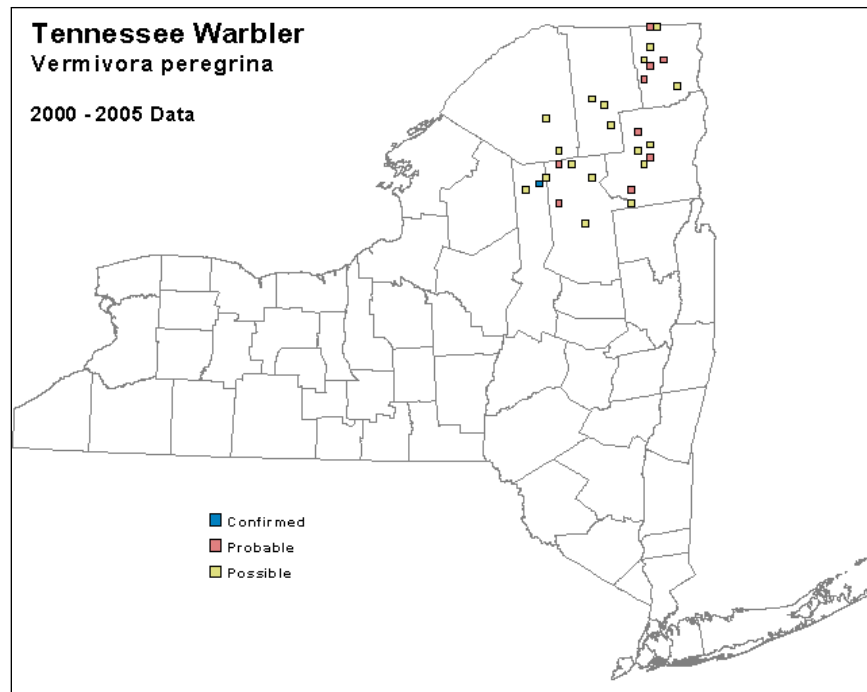 Tennessee Warbler
Vermivora peregrina
2000 - 2005 Data
Confirmed
Probable
Possible